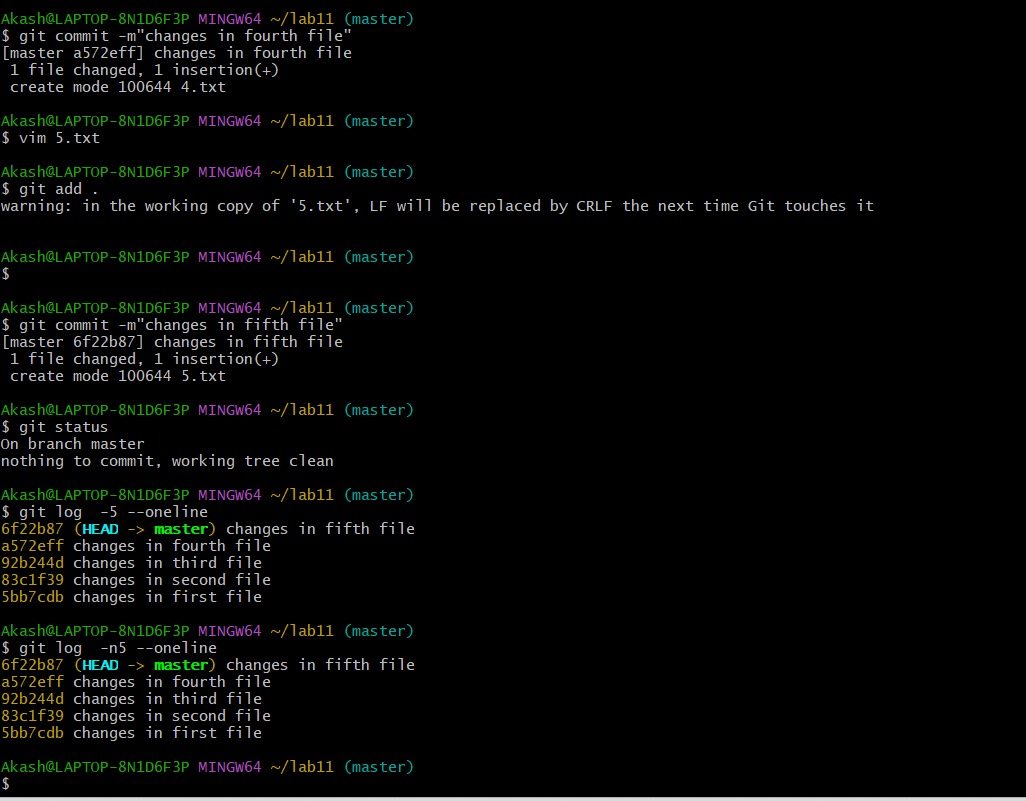 Akash@LAPTOP-8N1D6F3P MINGW64 ~/lab11 (master)
$ git commit -m"changes in fourth file"
[master a572eff] changes in fourth file
 1 file changed, 1 insertion(+)
 create mode 100644 4.txt
Akash@LAPTOP-8N1D6F3P MINGW64 ~/lab11 (master)
$ vim 5.txt
Akash@LAPTOP-8N1D6F3P MINGW64 ~/lab11 (master)
$ git add .
warning: in the working copy of '5.txt', LF will be replaced by CRLF the next time Git touches it
Akash@LAPTOP-8N1D6F3P MINGW64 ~/lab11 (master)
$
Akash@LAPTOP-8N1D6F3P MINGW64 ~/lab11 (master)
$ git commit -m"changes in fifth file"
[master 6f22b87] changes in fifth file
 1 file changed, 1 insertion(+)
 create mode 100644 5.txt
Akash@LAPTOP-8N1D6F3P MINGW64 ~/lab11 (master)
$ git status
On branch master
nothing to commit, working tree clean
Akash@LAPTOP-8N1D6F3P MINGW64 ~/lab11 (master)
$ git log  -5 --oneline
6f22b87 (HEAD -> master) changes in fifth file
a572eff changes in fourth file
92b244d changes in third file
83c1f39 changes in second file
5bb7cdb changes in first file
Akash@LAPTOP-8N1D6F3P MINGW64 ~/lab11 (master)
$ git log  -n5 --oneline
6f22b87 (HEAD -> master) changes in fifth file
a572eff changes in fourth file
92b244d changes in third file
83c1f39 changes in second file
5bb7cdb changes in first file
Akash@LAPTOP-8N1D6F3P MINGW64 ~/lab11 (master)
$